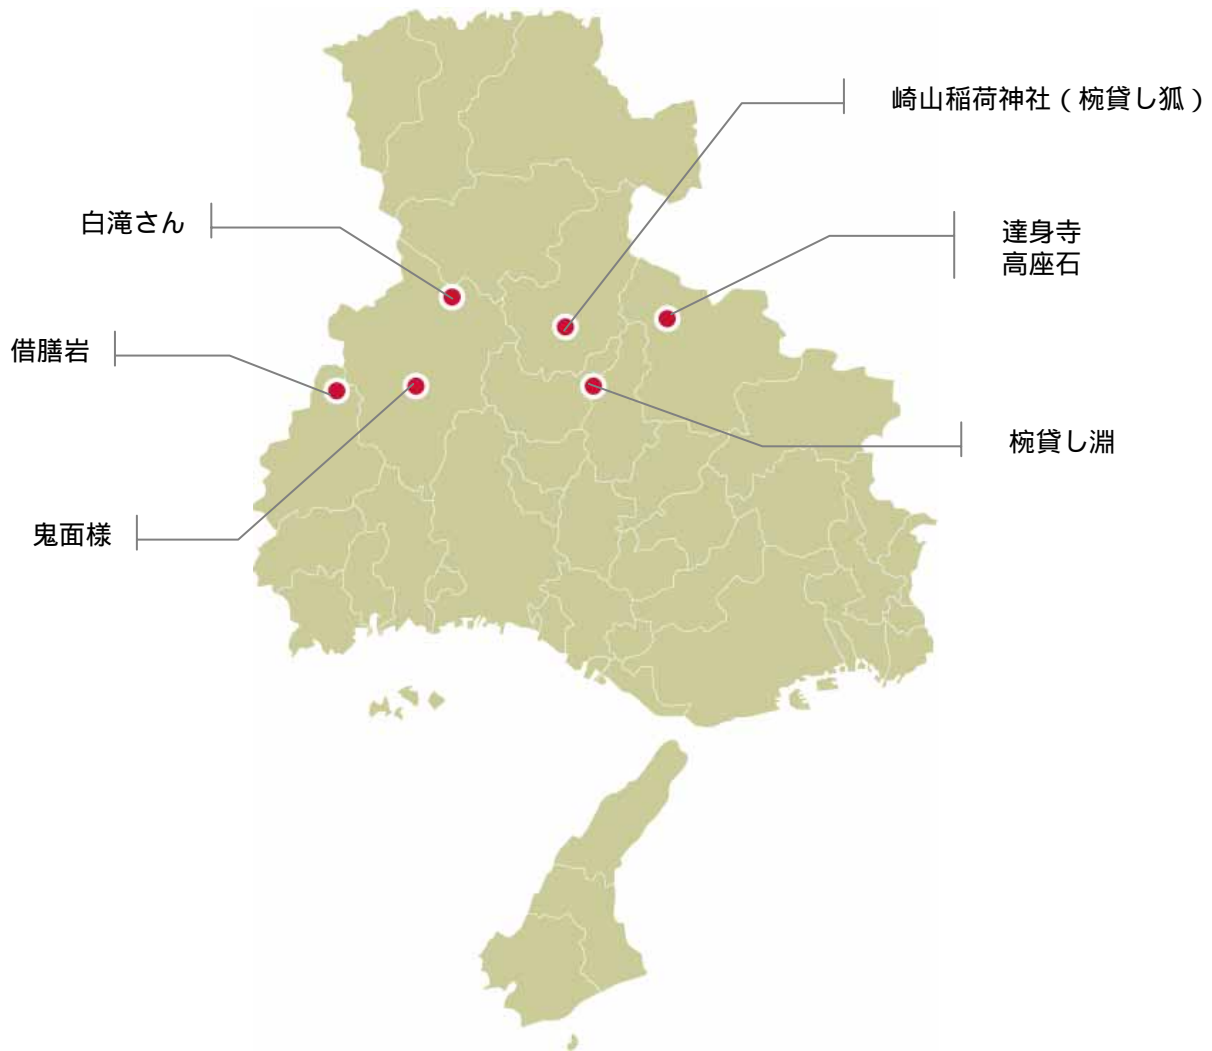 崎山稲荷神社（椀貸し狐）
白滝さん
達身寺
高座石
借膳岩
椀貸し淵
鬼面様